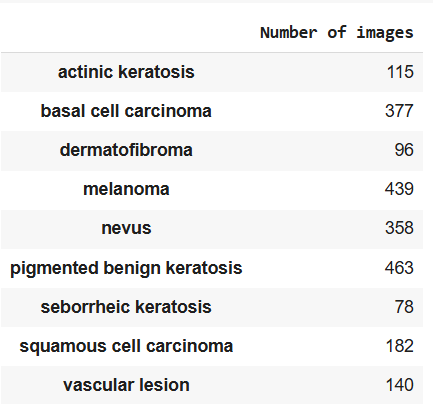 Number of images
actinic keratosis 115
basal cell carcinoma 377
dermatofibroma 96
melanoma 439
nevus 358
pigmented benign keratosis 463
seborrheic keratosis 78
squamous cell carcinoma 182
vascular lesion 140